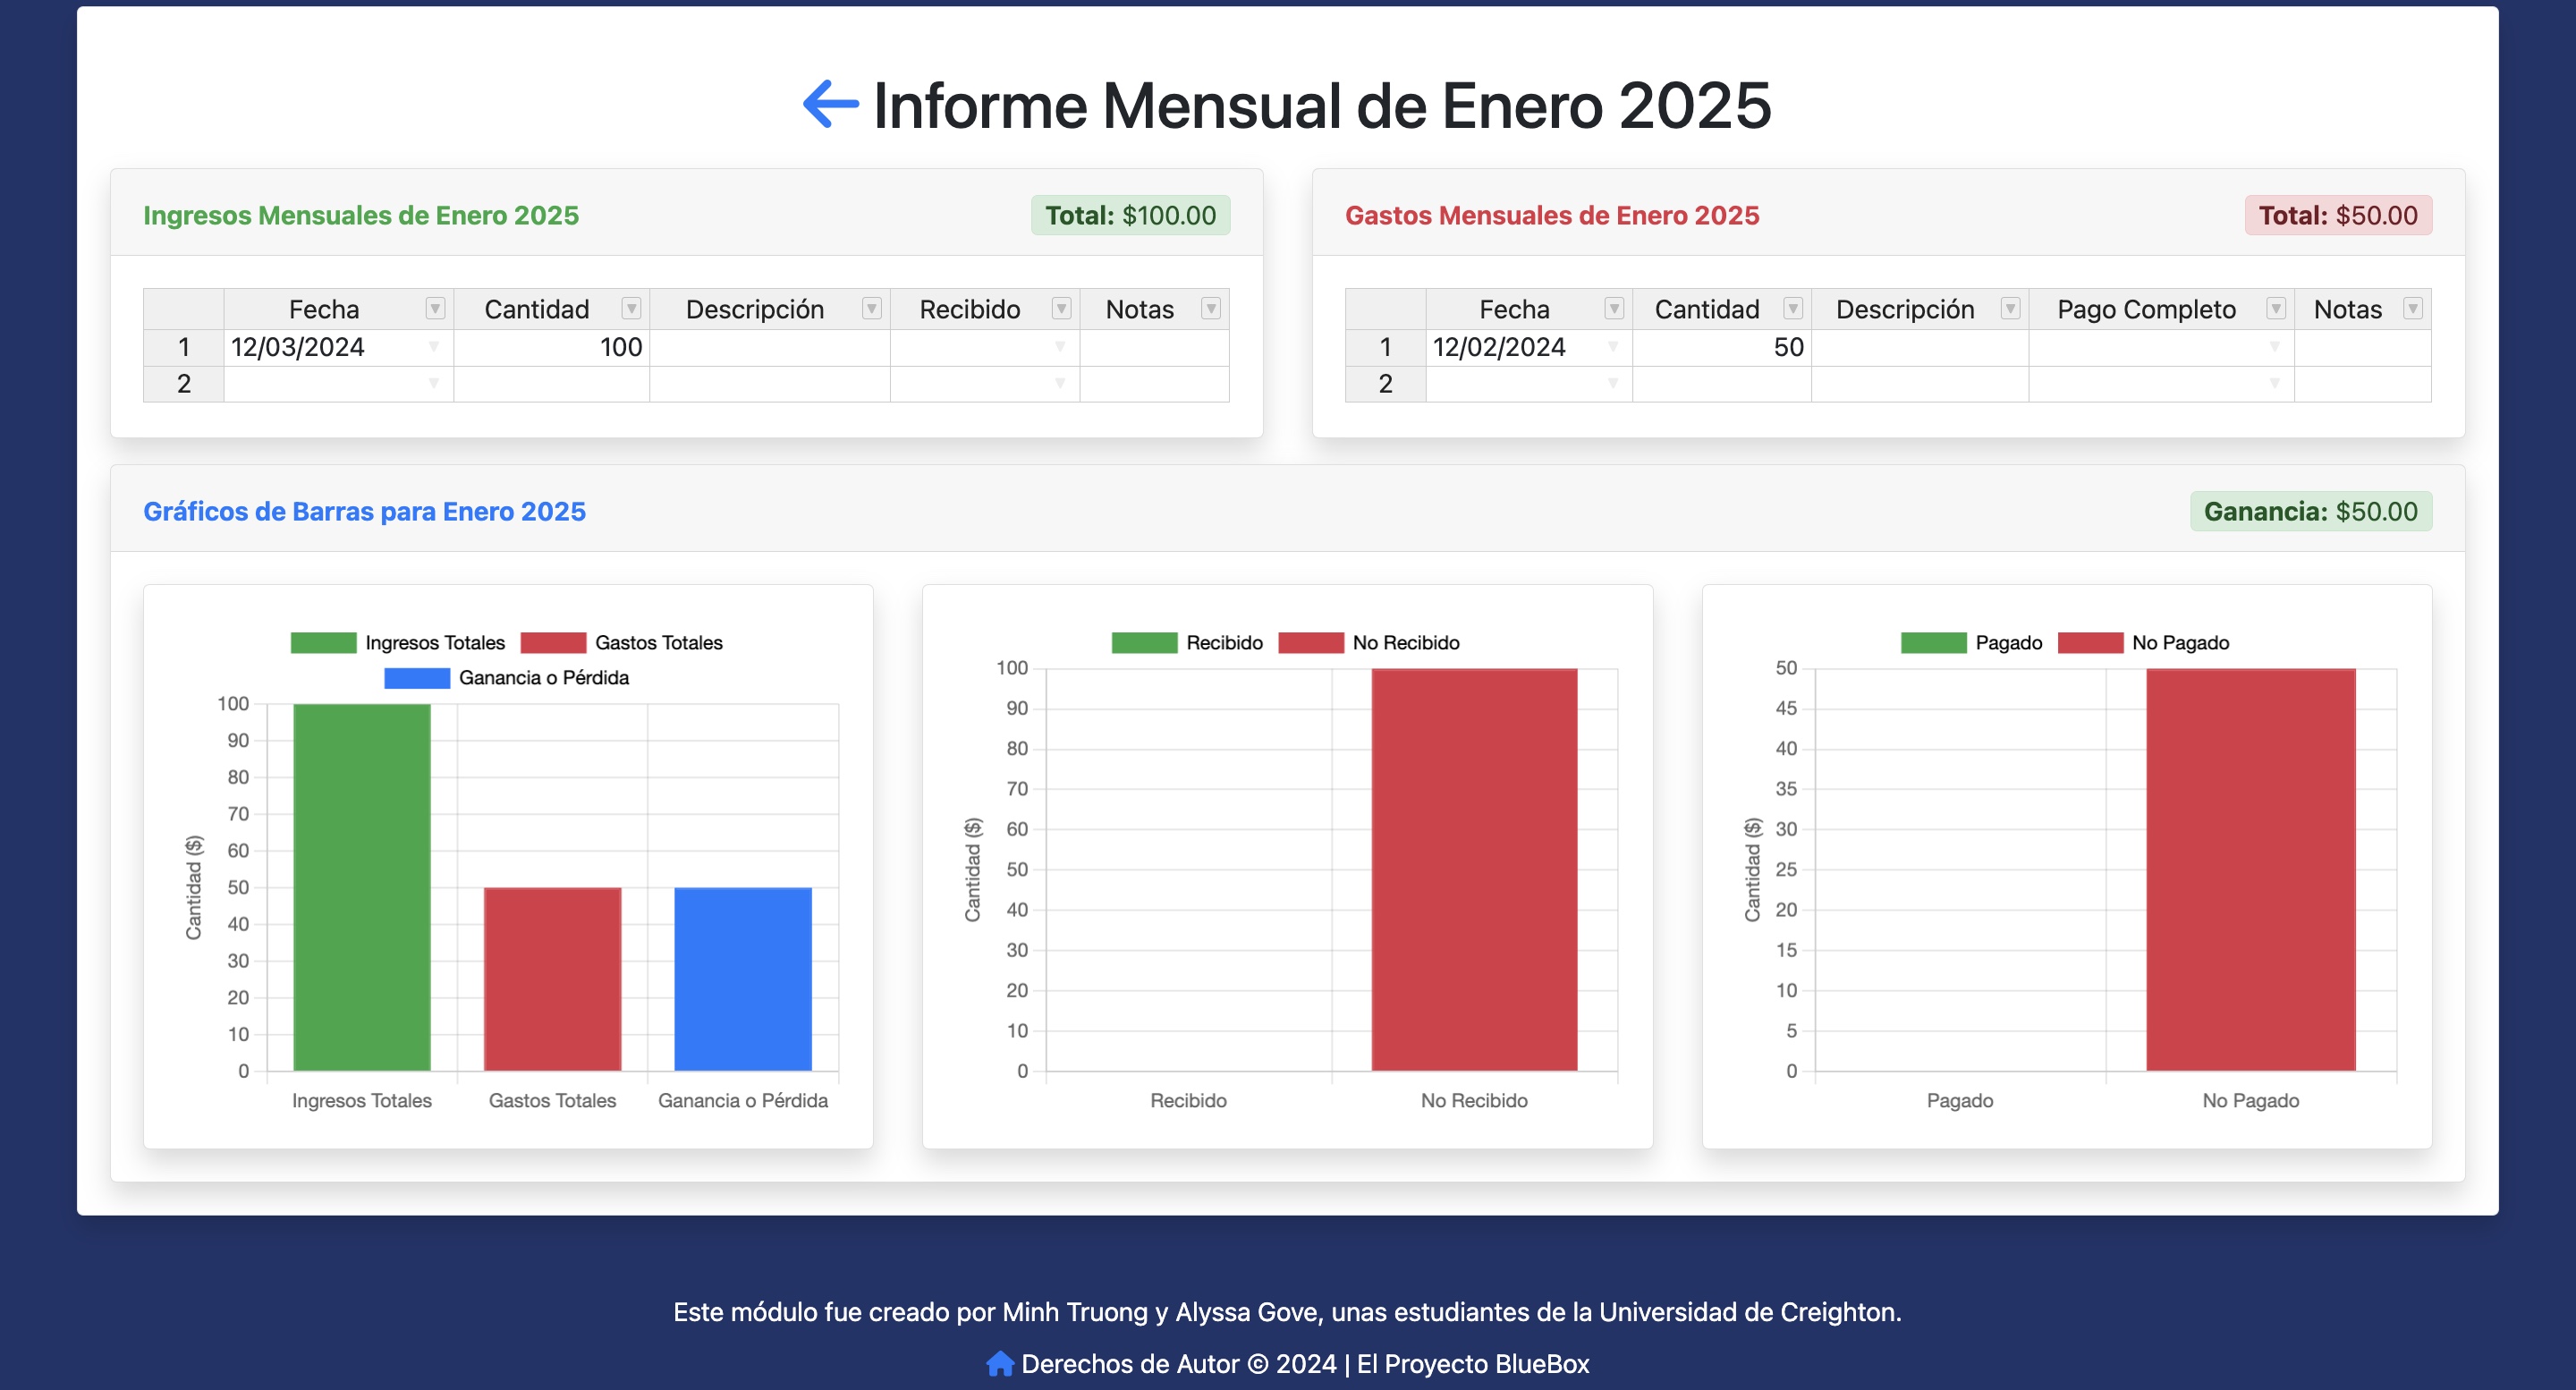 Informe Mensual de Enero 2025
Ingresos Mensuales de Enero 2025 Total: $100.00
Fecha Cantidad Descripción Recibido Notas
1 12/03/2024 100
2
Gastos Mensuales de Enero 2025 Total: $50.00
Fecha Cantidad Descripción Pago Completo Notas
1 12/02/2024 50
2
Gráficos de Barras para Enero 2025 Ganancia: $50.00
Ingresos Totales Gastos Totales
Ganancia o Pérdida
Cantidad ($)
100
90
80
70
60
50
40
30
20
10
0
Ingresos Totales Gastos Totales Ganancia o Pérdida
Recibido No Recibido
Cantidad ($)
100
90
80
70
60
50
40
30
20
10
0
Recibido No Recibido
Pagado No Pagado
Cantidad ($)
50
45
40
35
30
25
20
15
10
5
0
Pagado No Pagado
Este módulo fue creado por Minh Truong y Alyssa Gove, unas estudiantes de la Universidad de Creighton.
Derechos de Autor © 2024 | El Proyecto BlueBox